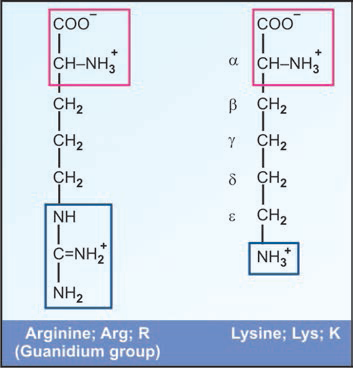 COO⁻
CH–NH₃⁺
CH₂
CH₂
CH₂
NH
C=NH₂⁺
NH₂
Arginine; Arg; R
(Guanidium group)
COO⁻
α CH–NH₃⁺
β CH₂
γ CH₂
δ CH₂
ε CH₂
NH₃⁺
Lysine; Lys; K